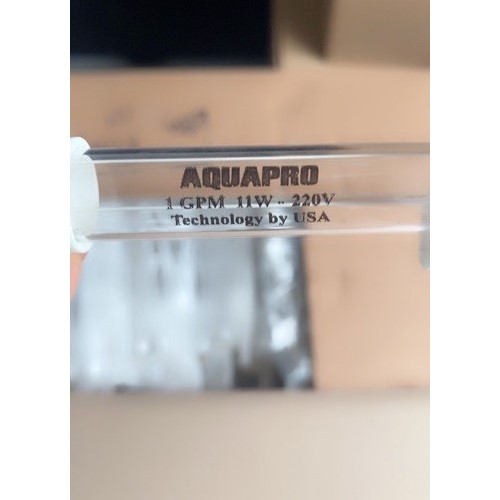 AQUAPRO
1 GPM 11W - 220V
Technology by USA